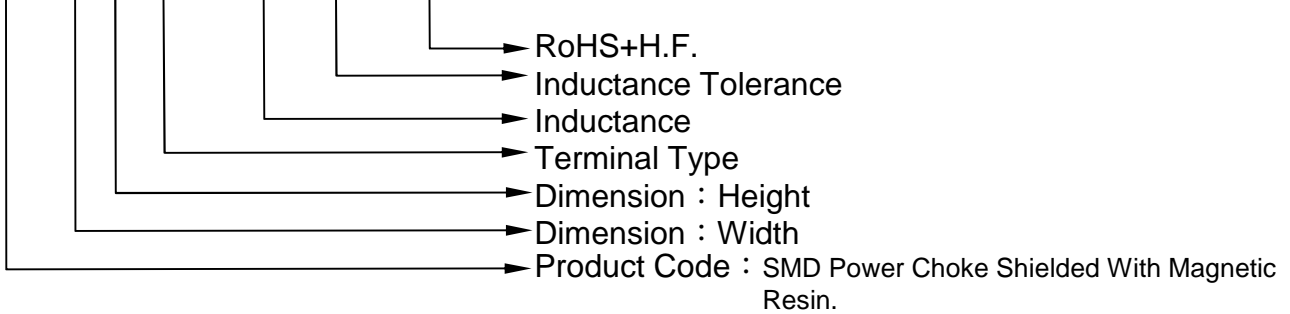 RoHS+H.F.
Inductance Tolerance
Inductance
Terminal Type
Dimension：Height
Dimension：Width
Product Code：SMD Power Choke Shielded With Magnetic
Resin.